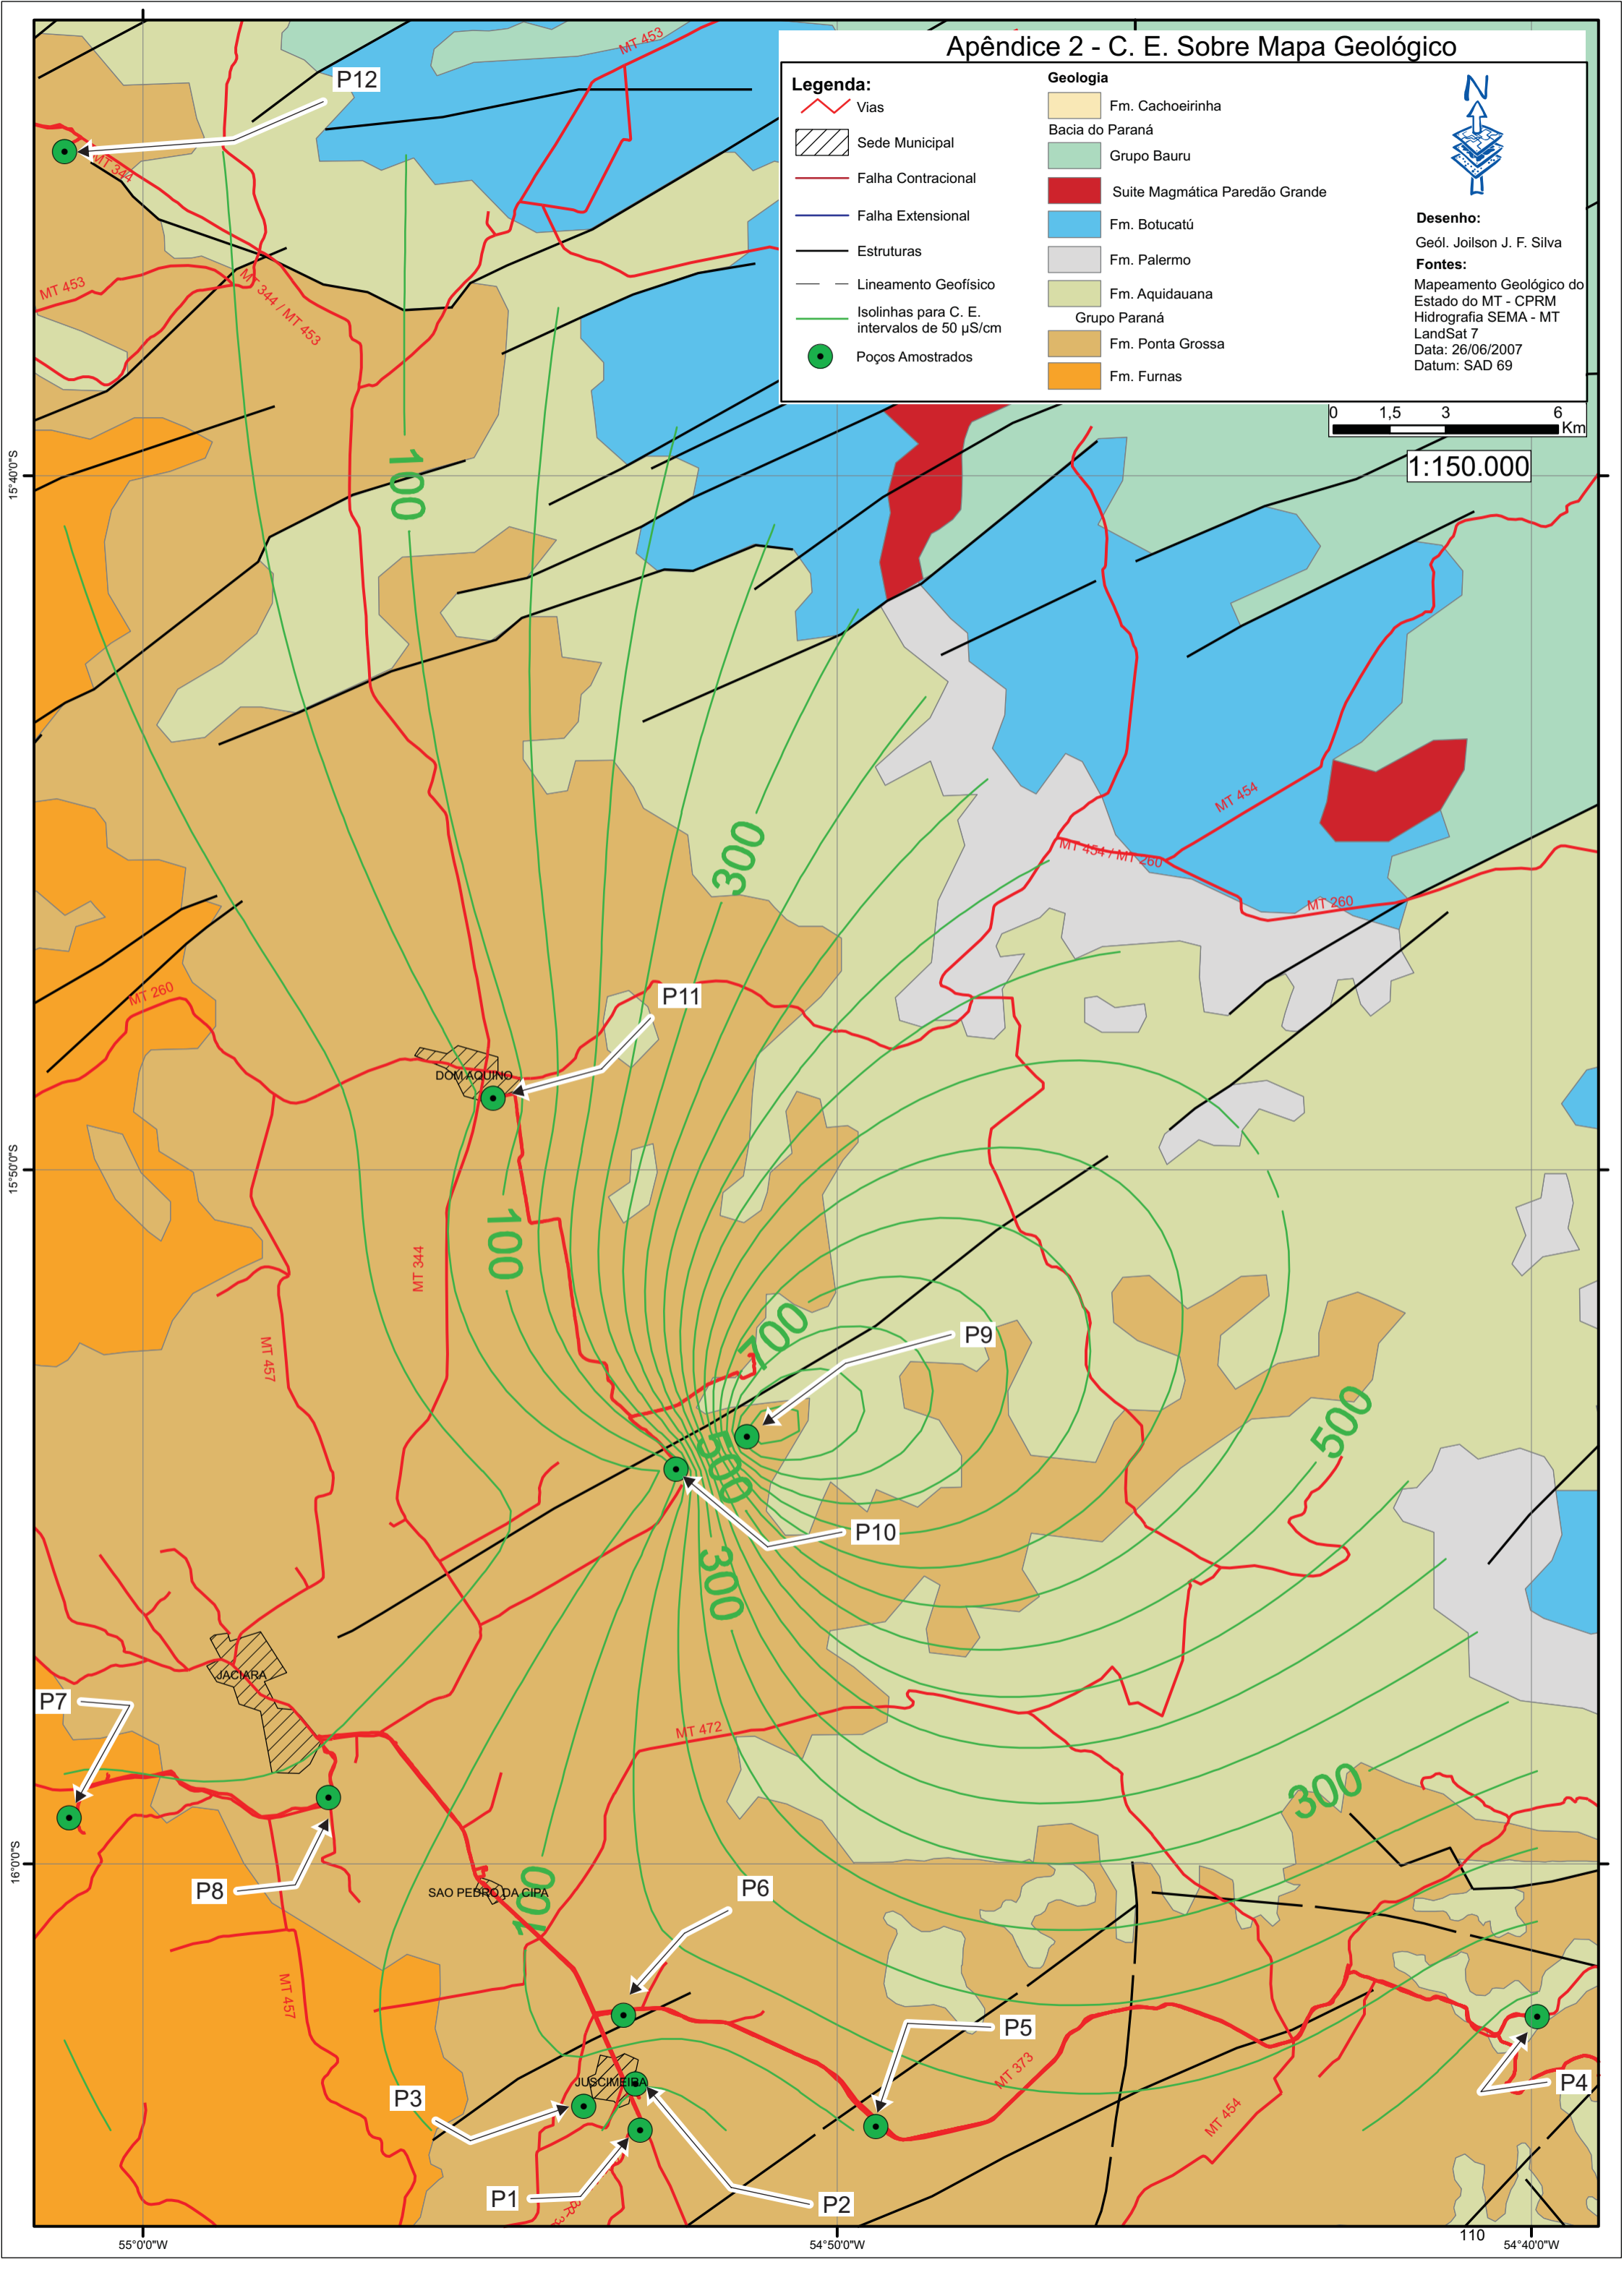 Apêndice 2 - C. E. Sobre Mapa Geológico
Legenda:
Vias
Sede Municipal
Falha Contracional
Falha Extensional
Estruturas
Lineamento Geofísico
Isolinhas para C. E.
intervalos de 50 µS/cm
Poços Amostrados
Geologia
Fm. Cachoeirinha
Bacia do Paraná
Grupo Bauru
Suite Magmática Paredão Grande
Fm. Botucatú
Fm. Palermo
Fm. Aquidauana
Grupo Paraná
Fm. Ponta Grossa
Fm. Furnas
N
Desenho:
Geól. Joilson J. F. Silva
Fontes:
Mapeamento Geológico do
Estado do MT - CPRM
Hidrografia SEMA - MT
LandSat 7
Data: 26/06/2007
Datum: SAD 69
0 1,5 3 6
Km
1:150.000
MT 453
P12
MT 344
MT 453
MT 344 / MT 453
15°40'0"S
100
300
MT 454
MT 454 / MT 260
MT 260
MT 260
P11
DOM AQUINO
15°50'0"S
100
MT 344
MT 457
700
P9
500
500
P10
300
JACIARA
P7
MT 472
300
P8
16°0'0"S
SAO PEDRO DA CIPA
100
P6
MT 457
P5
MT 373
P4
JUSCIMEIRA
P3
MT 454
P1
P2
110
55°0'0"W
54°50'0"W
54°40'0"W